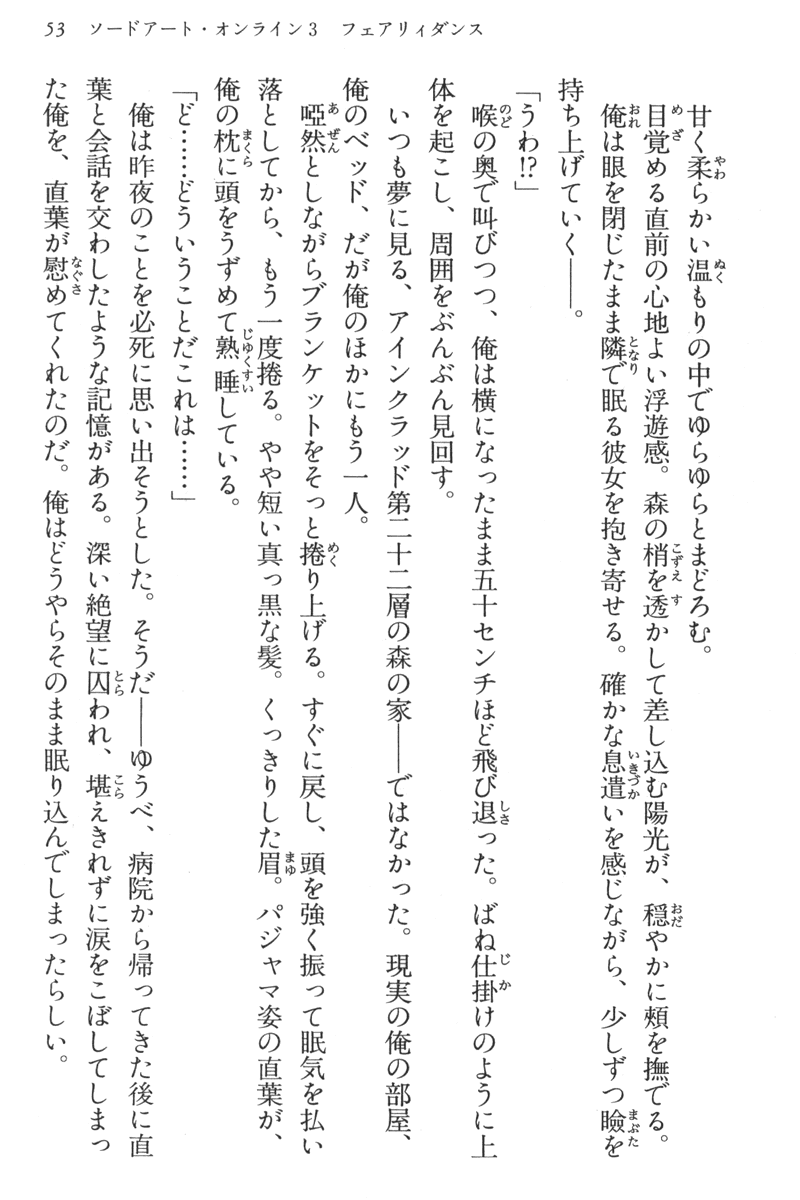 53 ソードアート・オンライン3 フェアリィダンス
甘く柔らかい温もりの中でゆらゆらとまどろむ。
目覚める直前の心地よい浮遊感。森の梢を透かして差し込む陽光が、穏やかに頬を撫でる。
俺は眼を閉じたまま隣で眠る彼女を抱き寄せる。確かな息遣いを感じながら、少しずつ瞼を
持ち上げていく――。
「うわ!?」
喉の奥で叫びつつ、俺は横になったまま五十センチほど飛び退った。ばね仕掛けのように上
体を起こし、周囲をぶんぶん見回す。
いつも夢に見る、アインクラッド第二十二層の森の家――ではなかった。現実の俺の部屋、
俺のベッド、だが俺のほかにもう一人。
啞然としながらブランケットをそっと捲り上げる。すぐに戻し、頭を強く振って眠気を払い
落としてから、もう一度捲る。やや短い真っ黒な髪。くっきりした眉。パジャマ姿の直葉が、
俺の枕に頭をうずめて熟睡している。
「ど……どういうことだこれは……」
俺は昨夜のことを必死に思い出そうとした。そうだ――ゆうべ、病院から帰ってきた後に直
葉と会話を交わしたような記憶がある。深い絶望に囚われ、堪えきれずに涙をこぼしてしまっ
た俺を、直葉が慰めてくれたのだ。俺はどうやらそのまま眠り込んでしまったらしい。